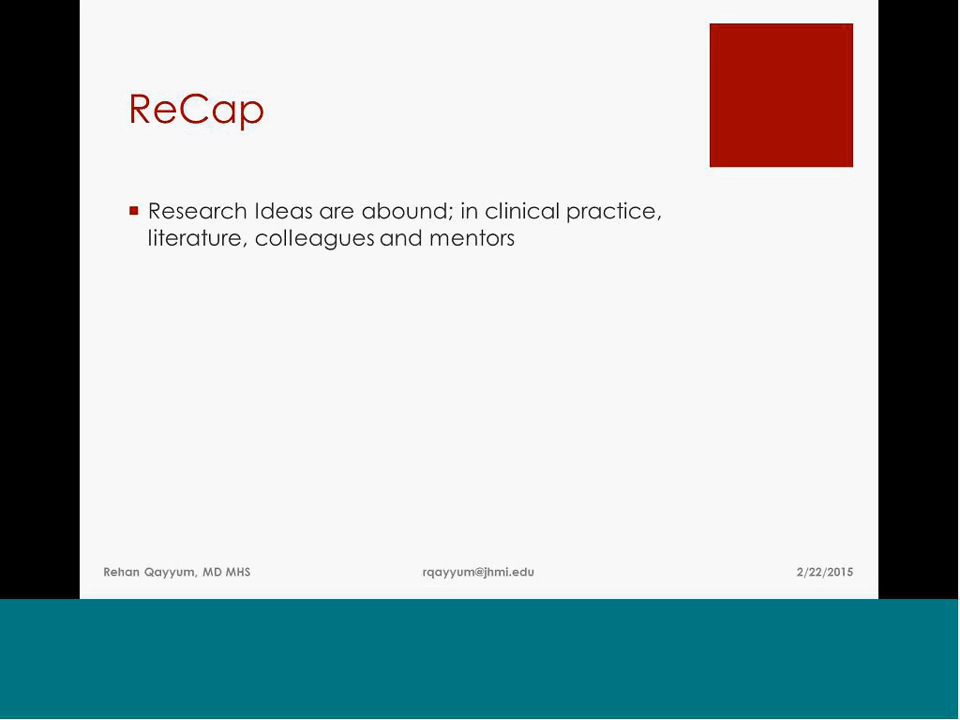 ReCap
Research Ideas are abound; in clinical practice,
literature, colleagues and mentors
Rehan Qayyum, MD MHS rqayyum@jhmi.edu 2/22/2015